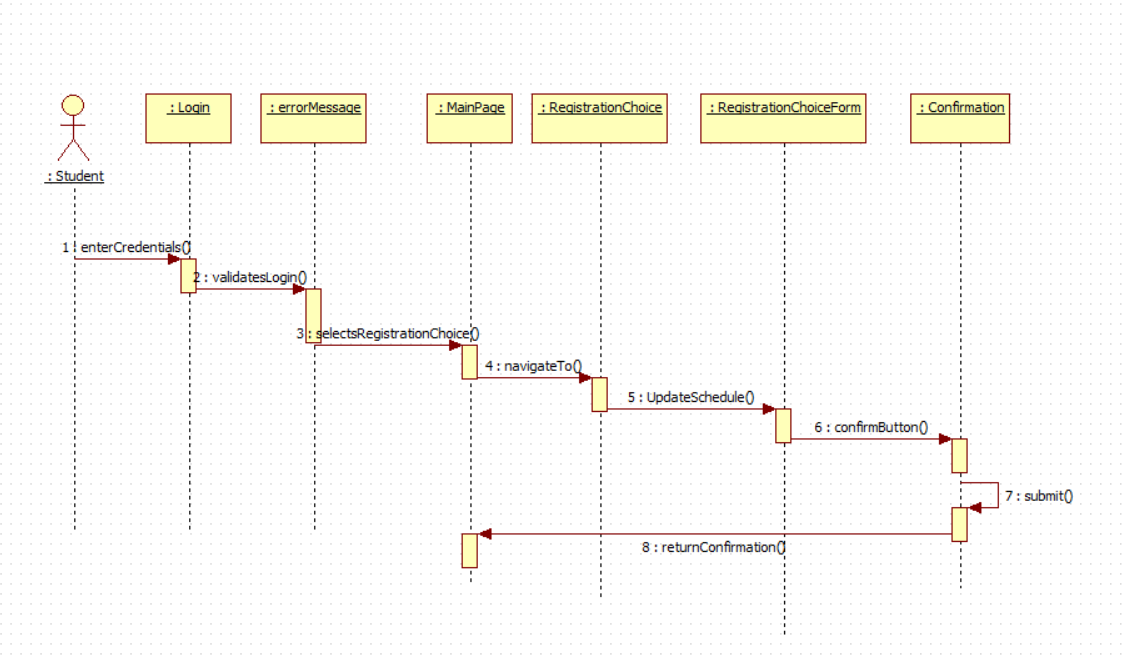 : Login
: errorMessage
: MainPage
: RegistrationChoice
: RegistrationChoiceForm
: Confirmation
: Student
1 : enterCredentials()
2 : validatesLogin()
3 : selectsRegistrationChoice()
4 : navigateTo()
5 : UpdateSchedule()
6 : confirmButton()
7 : submit()
8 : returnConfirmation()